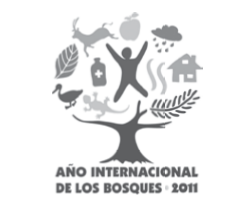 AÑO INTERNACIONAL
DE LOS BOSQUES • 2011